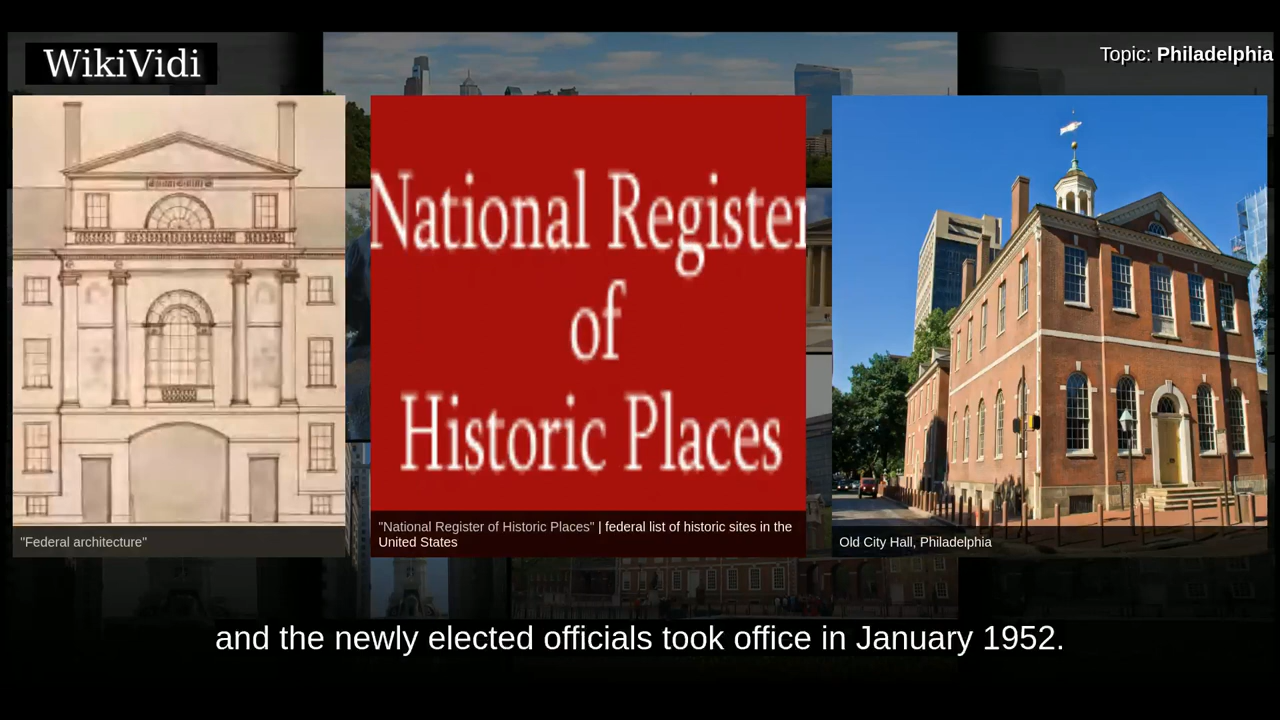 WikiVidi
Topic: Philadelphia
National Register
of
Historic Places
"Federal architecture"
"National Register of Historic Places" | federal list of historic sites in the
United States
Old City Hall, Philadelphia
and the newly elected officials took office in January 1952.